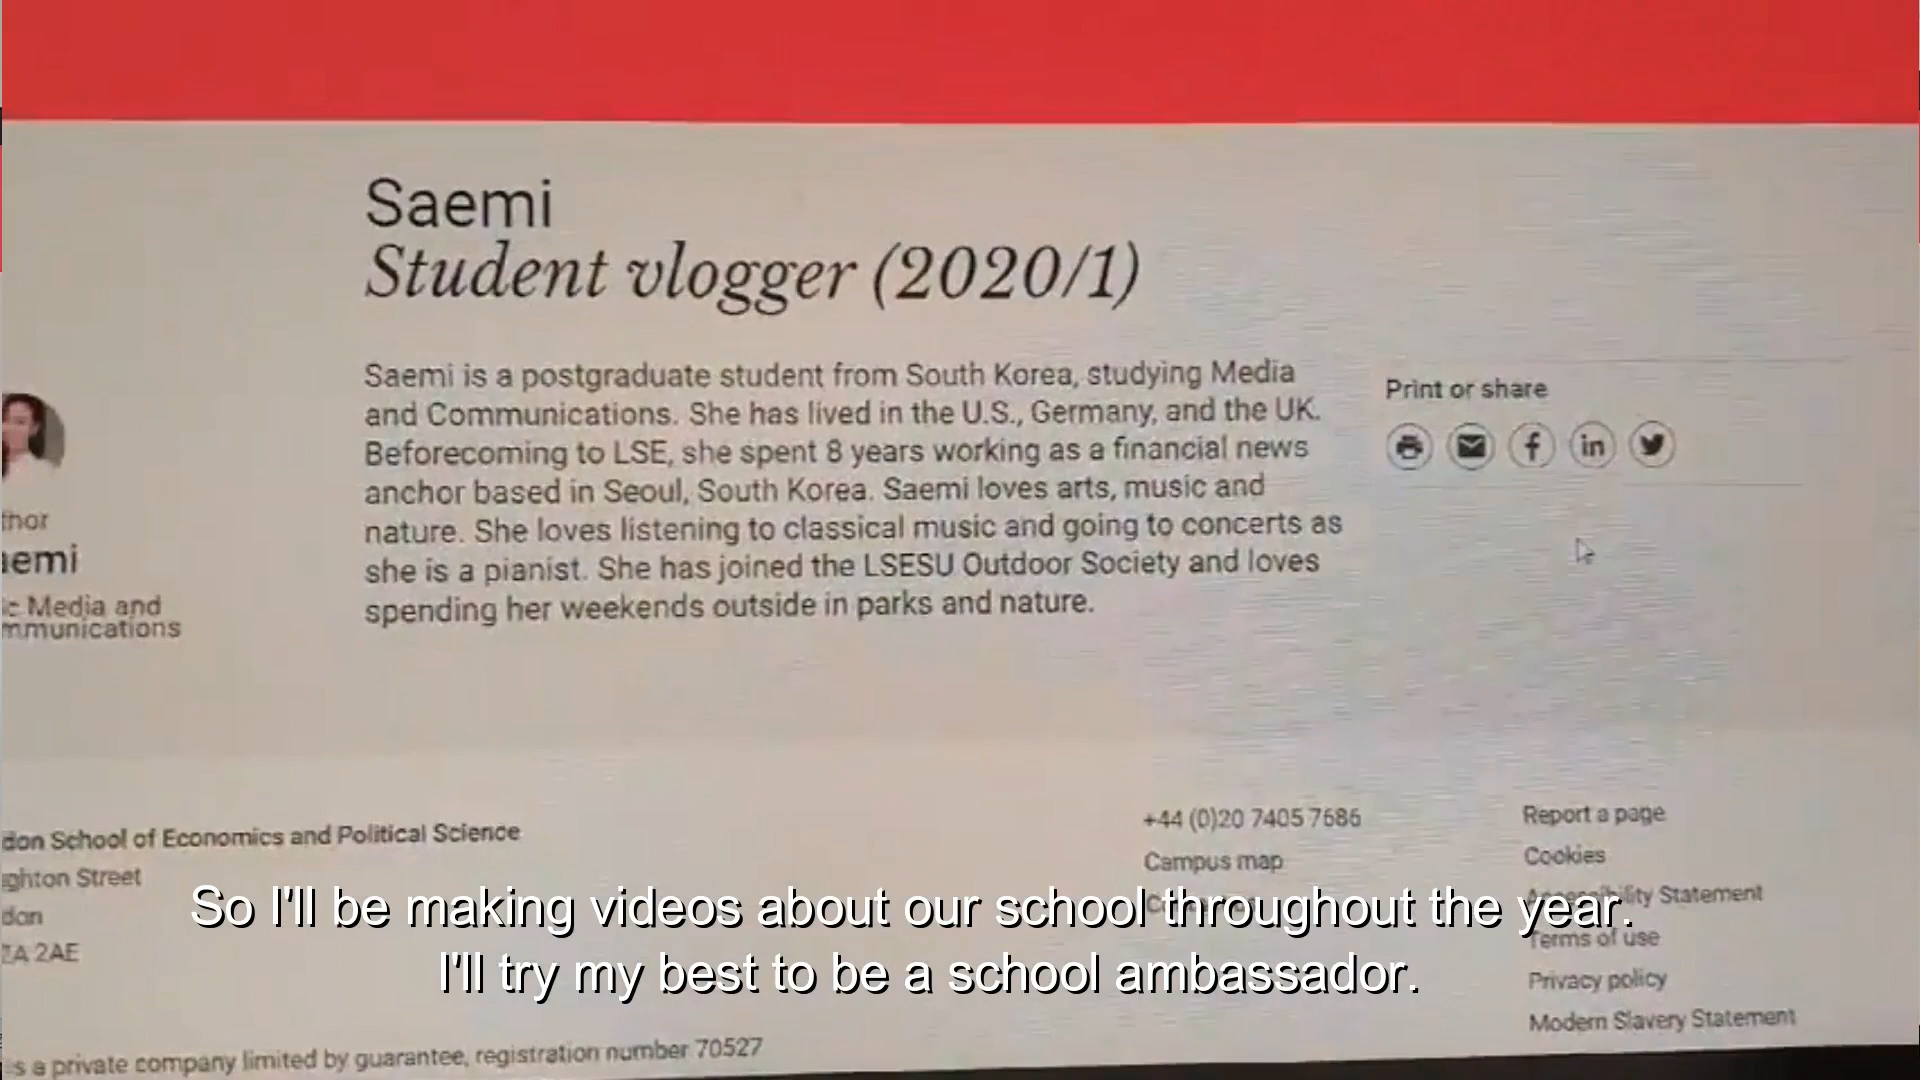 Saemi
Student vlogger (2020/1)
Saemi is a postgraduate student from South Korea, studying Media
and Communications. She has lived in the U.S., Germany, and the UK.
Beforecoming to LSE, she spent 8 years working as a financial news
anchor based in Seoul, South Korea. Saemi loves arts, music and
nature. She loves listening to classical music and going to concerts as
she is a pianist. She has joined the LSESU Outdoor Society and loves
spending her weekends outside in parks and nature.
Print or share
f
in
thor
aemi
c Media and
mmunications
don School of Economics and Political Science
ghton Street
don
2AE
+44 (0)20 7405 7686
Campus map
Report a page
Cookies
Accessibility Statement
Terms of use
Privacy policy
Modern Slavery Statement
s a private company limited by guarantee, registration number 70527
So I'll be making videos about our school throughout the year.
I'll try my best to be a school ambassador.